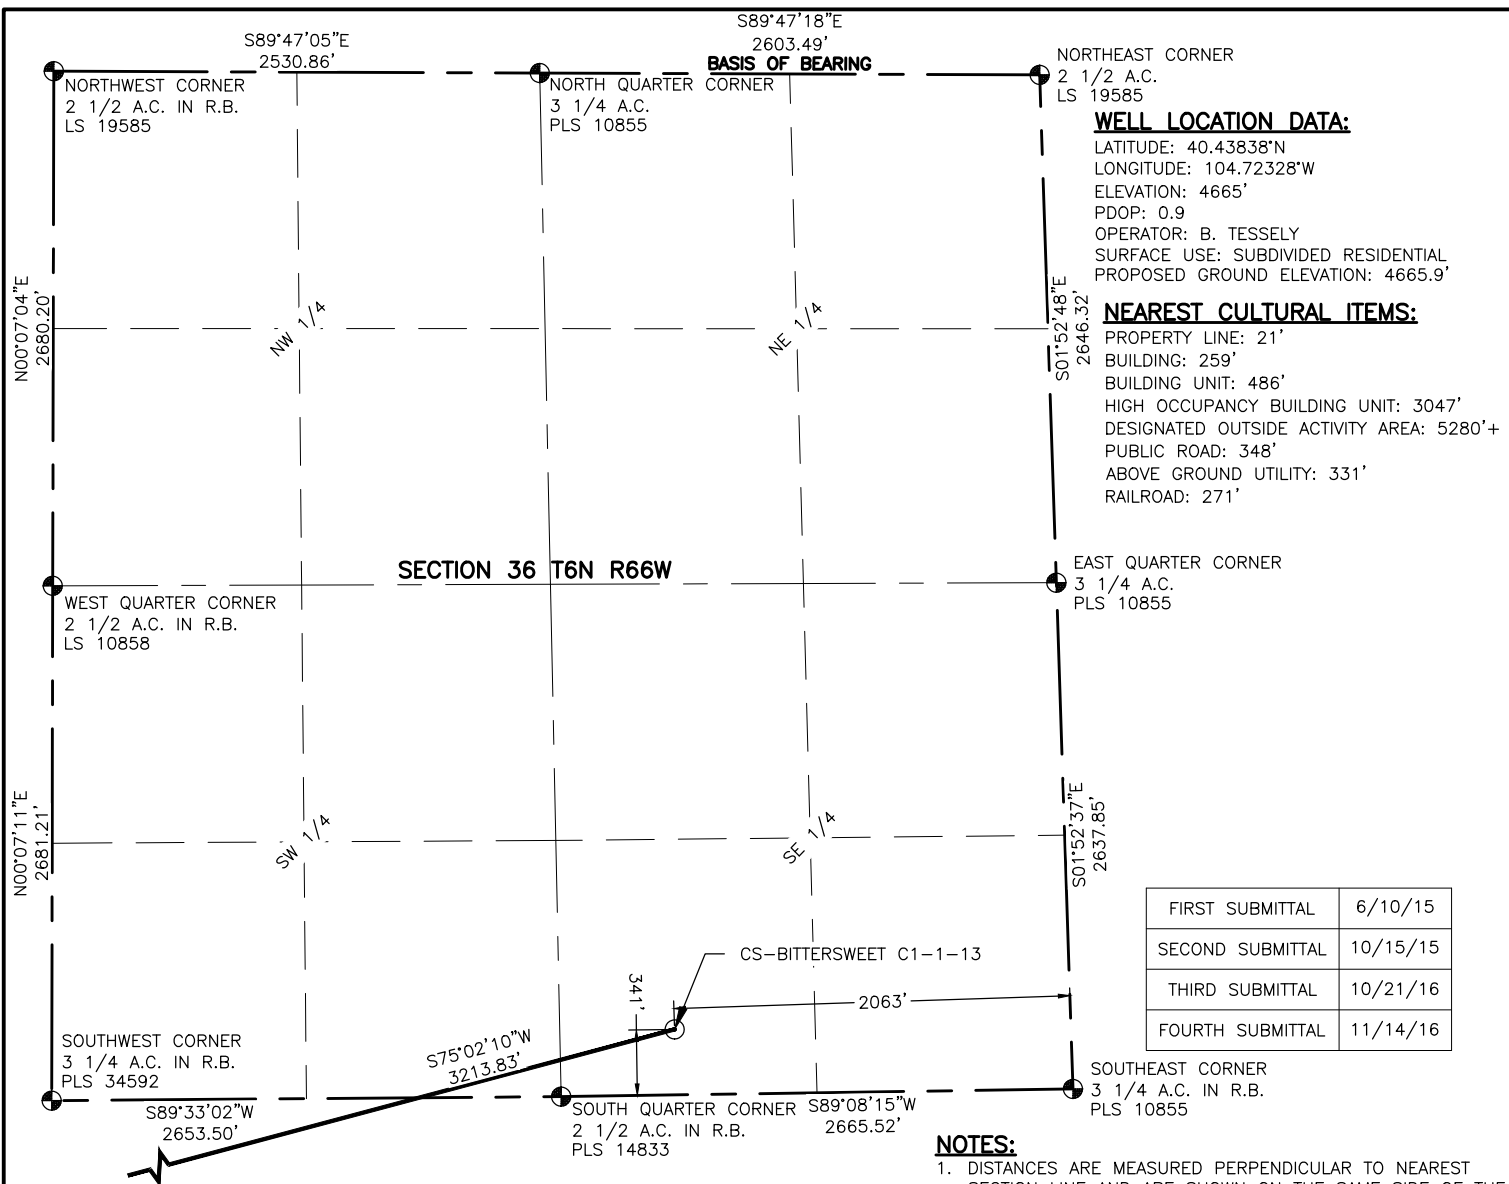 S89°47'05"E
2530.86'
S89°47'18"E
2603.49'
BASIS OF BEARING
NORTHWEST CORNER
2 1/2 A.C. IN R.B.
LS 19585
NORTH QUARTER CORNER
3 1/4 A.C.
PLS 10855
NORTHEAST CORNER
2 1/2 A.C.
LS 19585
WELL LOCATION DATA:
LATITUDE: 40.43838°N
LONGITUDE: 104.72328°W
ELEVATION: 4665'
PDOP: 0.9
OPERATOR: B. TESSELY
SURFACE USE: SUBDIVIDED RESIDENTIAL
PROPOSED GROUND ELEVATION: 4665.9'
NEAREST CULTURAL ITEMS:
PROPERTY LINE: 21'
BUILDING: 259'
BUILDING UNIT: 486'
HIGH OCCUPANCY BUILDING UNIT: 3047'
DESIGNATED OUTSIDE ACTIVITY AREA: 5280'+
PUBLIC ROAD: 348'
ABOVE GROUND UTILITY: 331'
RAILROAD: 271'
N00°07'04"E
2680.20'
NW 1/4
NE 1/4
S01°52'48"E
2646.32'
SECTION 36 T6N R66W
WEST QUARTER CORNER
2 1/2 A.C. IN R.B.
LS 10858
EAST QUARTER CORNER
3 1/4 A.C.
PLS 10855
N00°07'11"E
2681.21'
SW 1/4
SE 1/4
S01°52'37"E
2637.85'
FIRST SUBMITTAL 6/10/15
SECOND SUBMITTAL 10/15/15
THIRD SUBMITTAL 10/21/16
FOURTH SUBMITTAL 11/14/16
CS-BITTERSWEET C1-1-13
341'
2063'
S75°02'10"W
3213.83'
SOUTHWEST CORNER
3 1/4 A.C. IN R.B.
PLS 34592
S89°33'02"W
2653.50'
SOUTH QUARTER CORNER
2 1/2 A.C. IN R.B.
PLS 14833
S89°08'15"W
2665.52'
SOUTHEAST CORNER
3 1/4 A.C. IN R.B.
PLS 10855
NOTES:
1. DISTANCES ARE MEASURED PERPENDICULAR TO NEAREST
SECTION LINE AND ARE SHOWN ON THE SAME SIDE OF THE